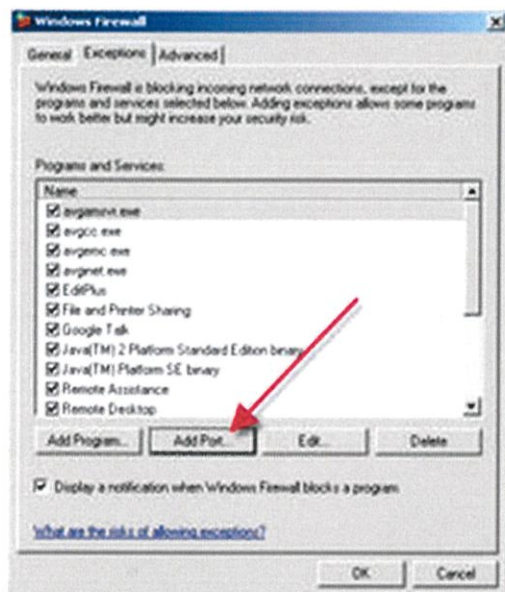 Windows Firewall
General Exceptions Advanced
Windows Firewall is blocking incoming network connections, except for the
programs and services selected below. Adding exceptions allows some programs
to work better but might increase your security risk.
Programs and Services:
Name
avgamsvr.exe
avgcc.exe
avgemc.exe
avginet.exe
EditPlus
File and Printer Sharing
Google Talk
Java(TM) 2 Platform Standard Edition binary
Java(TM) Platform SE binary
Remote Assistance
Remote Desktop
Add Program... Add Port... Edit... Delete
Display a notification when Windows Firewall blocks a program
What are the risks of allowing exceptions?
OK Cancel